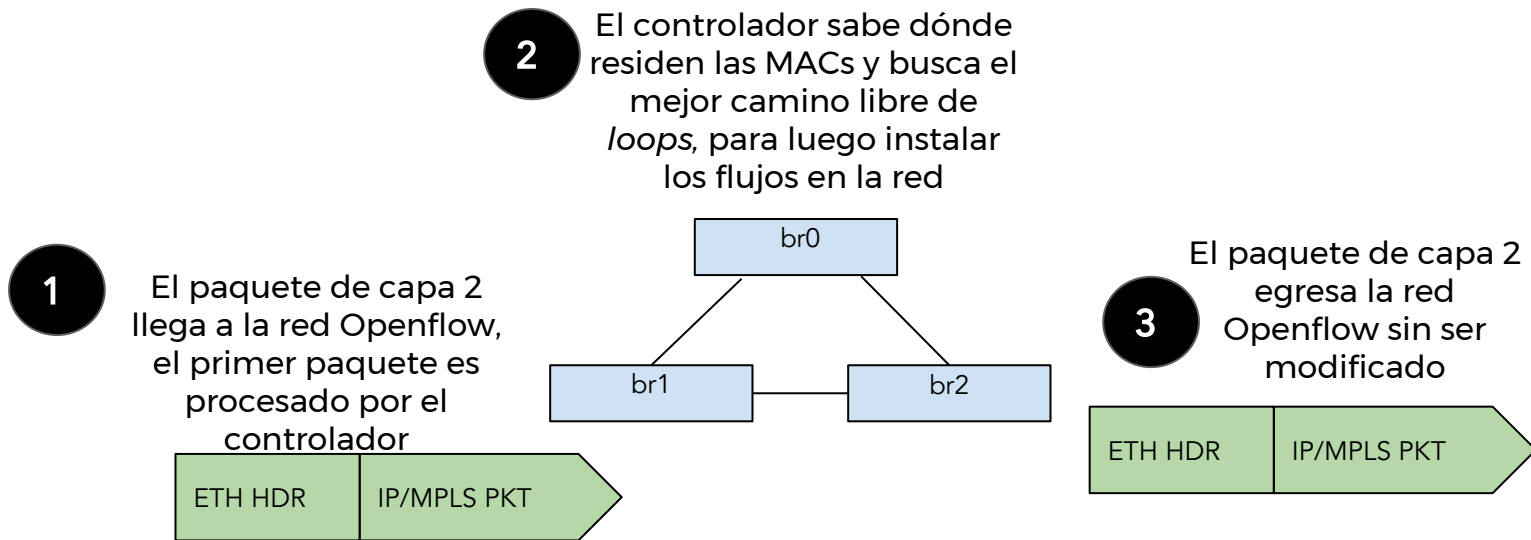 2
El controlador sabe dónde
residen las MACs y busca el
mejor camino libre de
loops, para luego instalar
los flujos en la red
br0
br1
br2
1
El paquete de capa 2
llega a la red Openflow,
el primer paquete es
procesado por el
controlador
ETH HDR
IP/MPLS PKT
3
El paquete de capa 2
egresa la red
Openflow sin ser
modificado
ETH HDR
IP/MPLS PKT